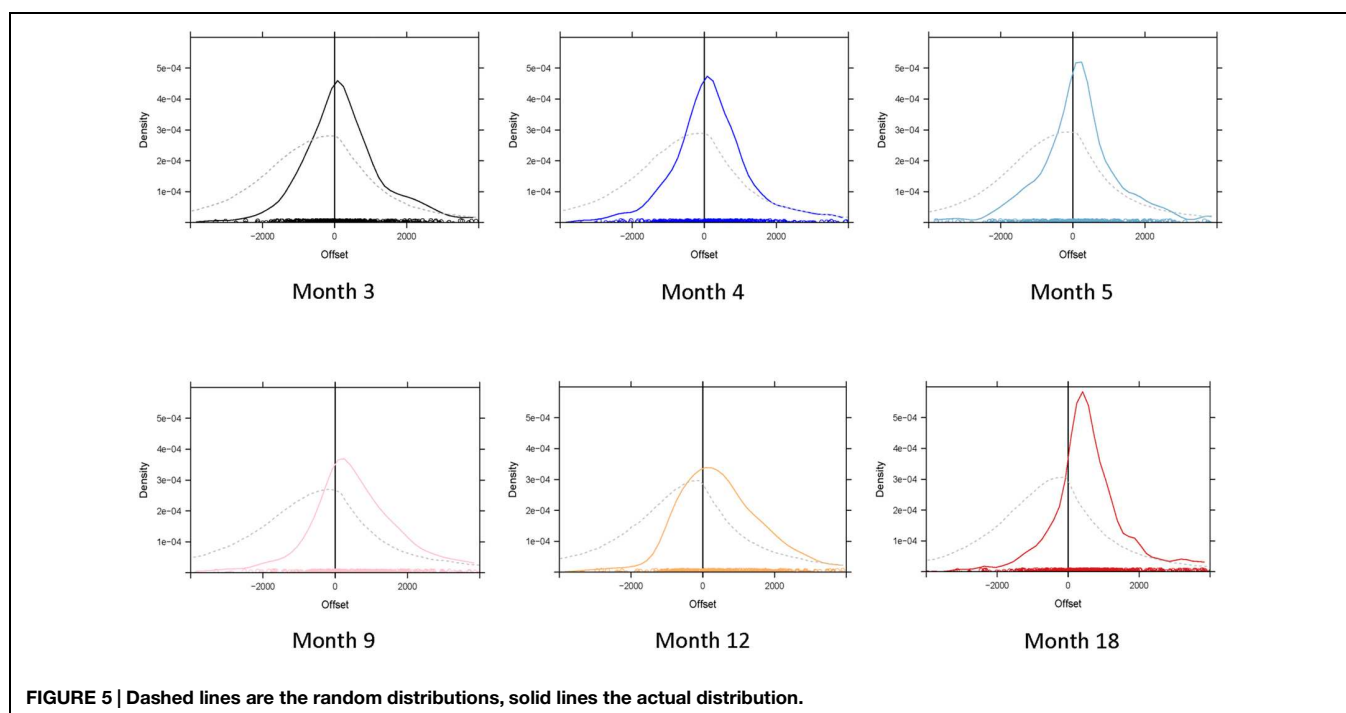 5e-04
4e-04
3e-04
2e-04
1e-04
Density
−2000 0 2000
Offset
Month 3
5e-04
4e-04
3e-04
2e-04
1e-04
Density
−2000 0 2000
Offset
Month 4
5e-04
4e-04
3e-04
2e-04
1e-04
Density
−2000 0 2000
Offset
Month 5
5e-04
4e-04
3e-04
2e-04
1e-04
Density
−2000 0 2000
Offset
Month 9
5e-04
4e-04
3e-04
2e-04
1e-04
Density
−2000 0 2000
Offset
Month 12
5e-04
4e-04
3e-04
2e-04
1e-04
Density
−2000 0 2000
Offset
Month 18
FIGURE 5 | Dashed lines are the random distributions, solid lines the actual distribution.